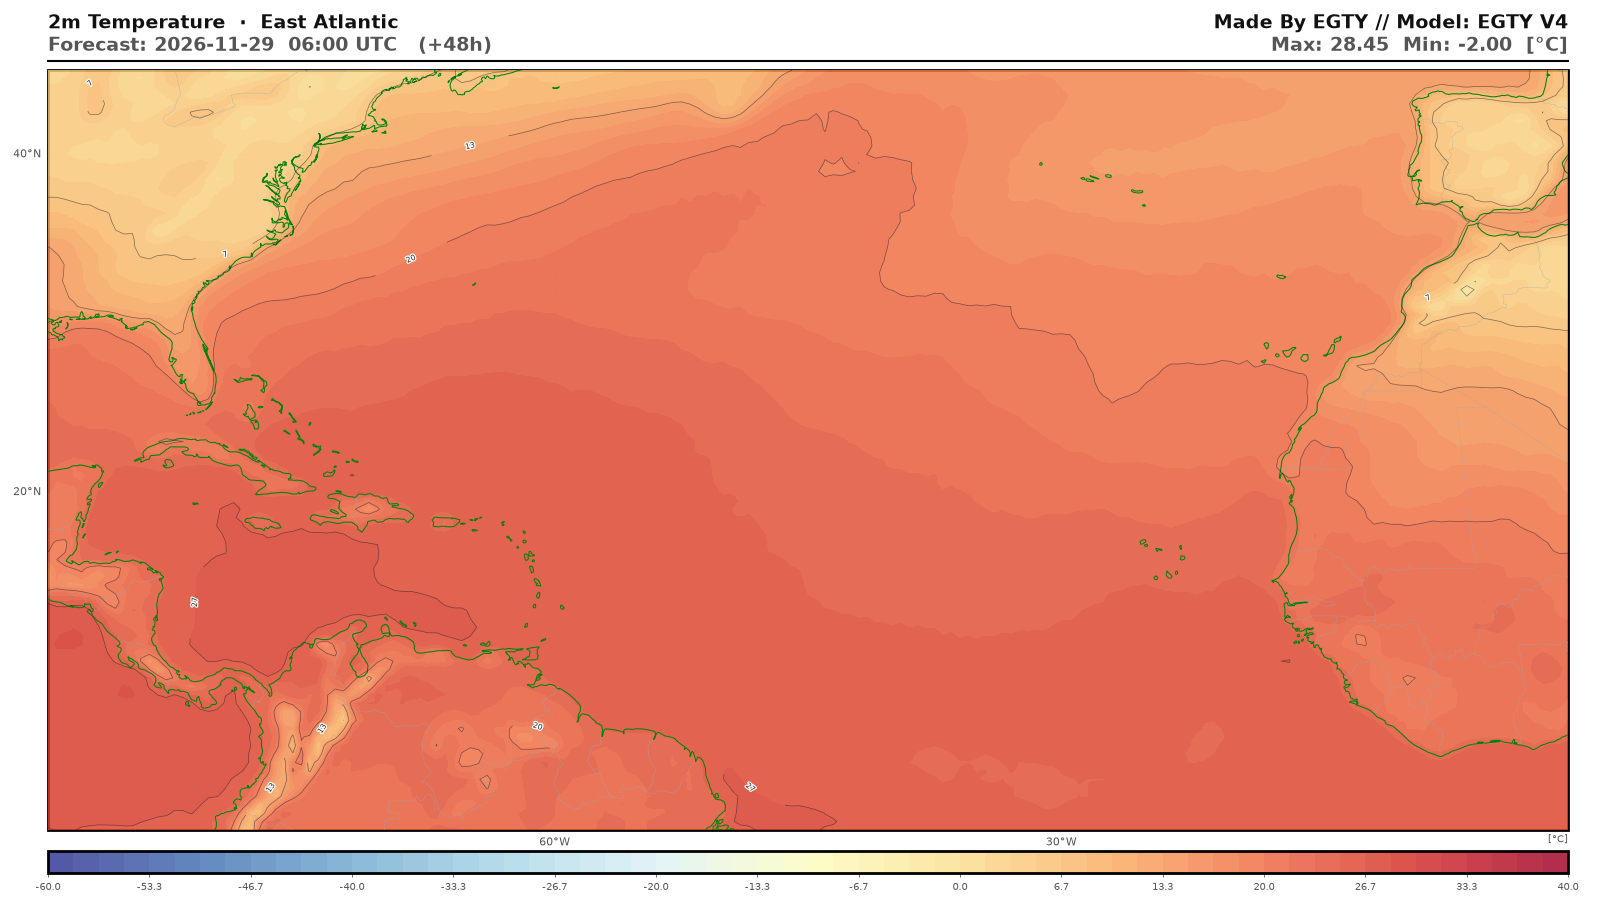 2m Temperature · East Atlantic
Made By EGTY // Model: EGTY V4
Forecast: 2026-11-29 06:00 UTC (+48h)
Max: 28.45 Min: -2.00 [°C]
7
13
40°N
7
20
7
20°N
27
20
13
13
27
60°W
30°W
[°C]
-60.0 -53.3 -46.7 -40.0 -33.3 -26.7 -20.0 -13.3 -6.7 0.0 6.7 13.3 20.0 26.7 33.3 40.0